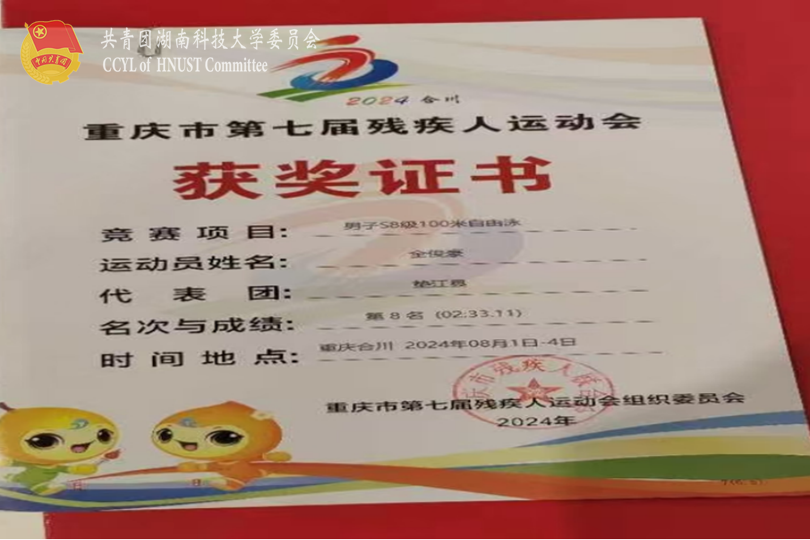 共青团湖南科技大学委员会
CCYL of HNUST Committee
2024 合川
重庆市第七届残疾人运动会
获奖证书
竞赛项目: 男子S8级100米自由泳
运动员姓名: 全俊豪
代表团: 垫江县
名次与成绩: 第8名 (02:33.11)
时间地点: 重庆合川 2024年08月1日-4日
重庆市第七届残疾人运动会组织委员会
2024年